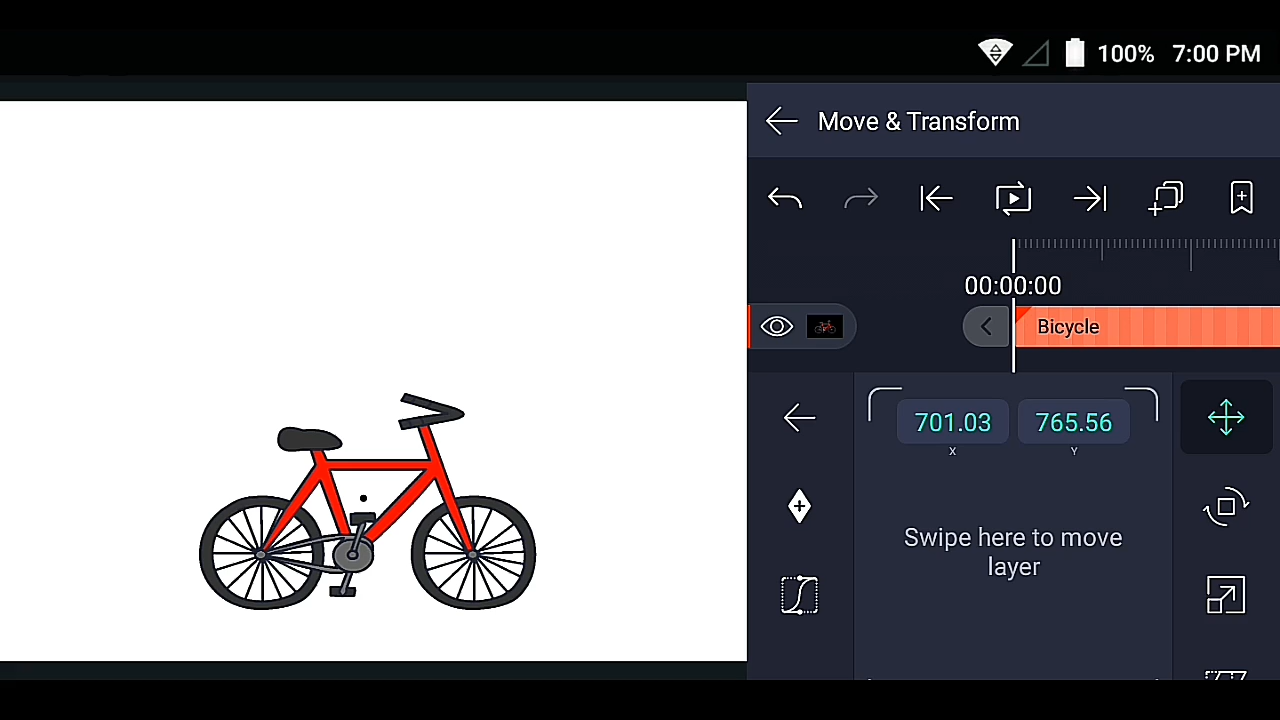 100% 7:00 PM
Move & Transform
00:00:00
Bicycle
701.03 765.56
X Y
Swipe here to move
layer